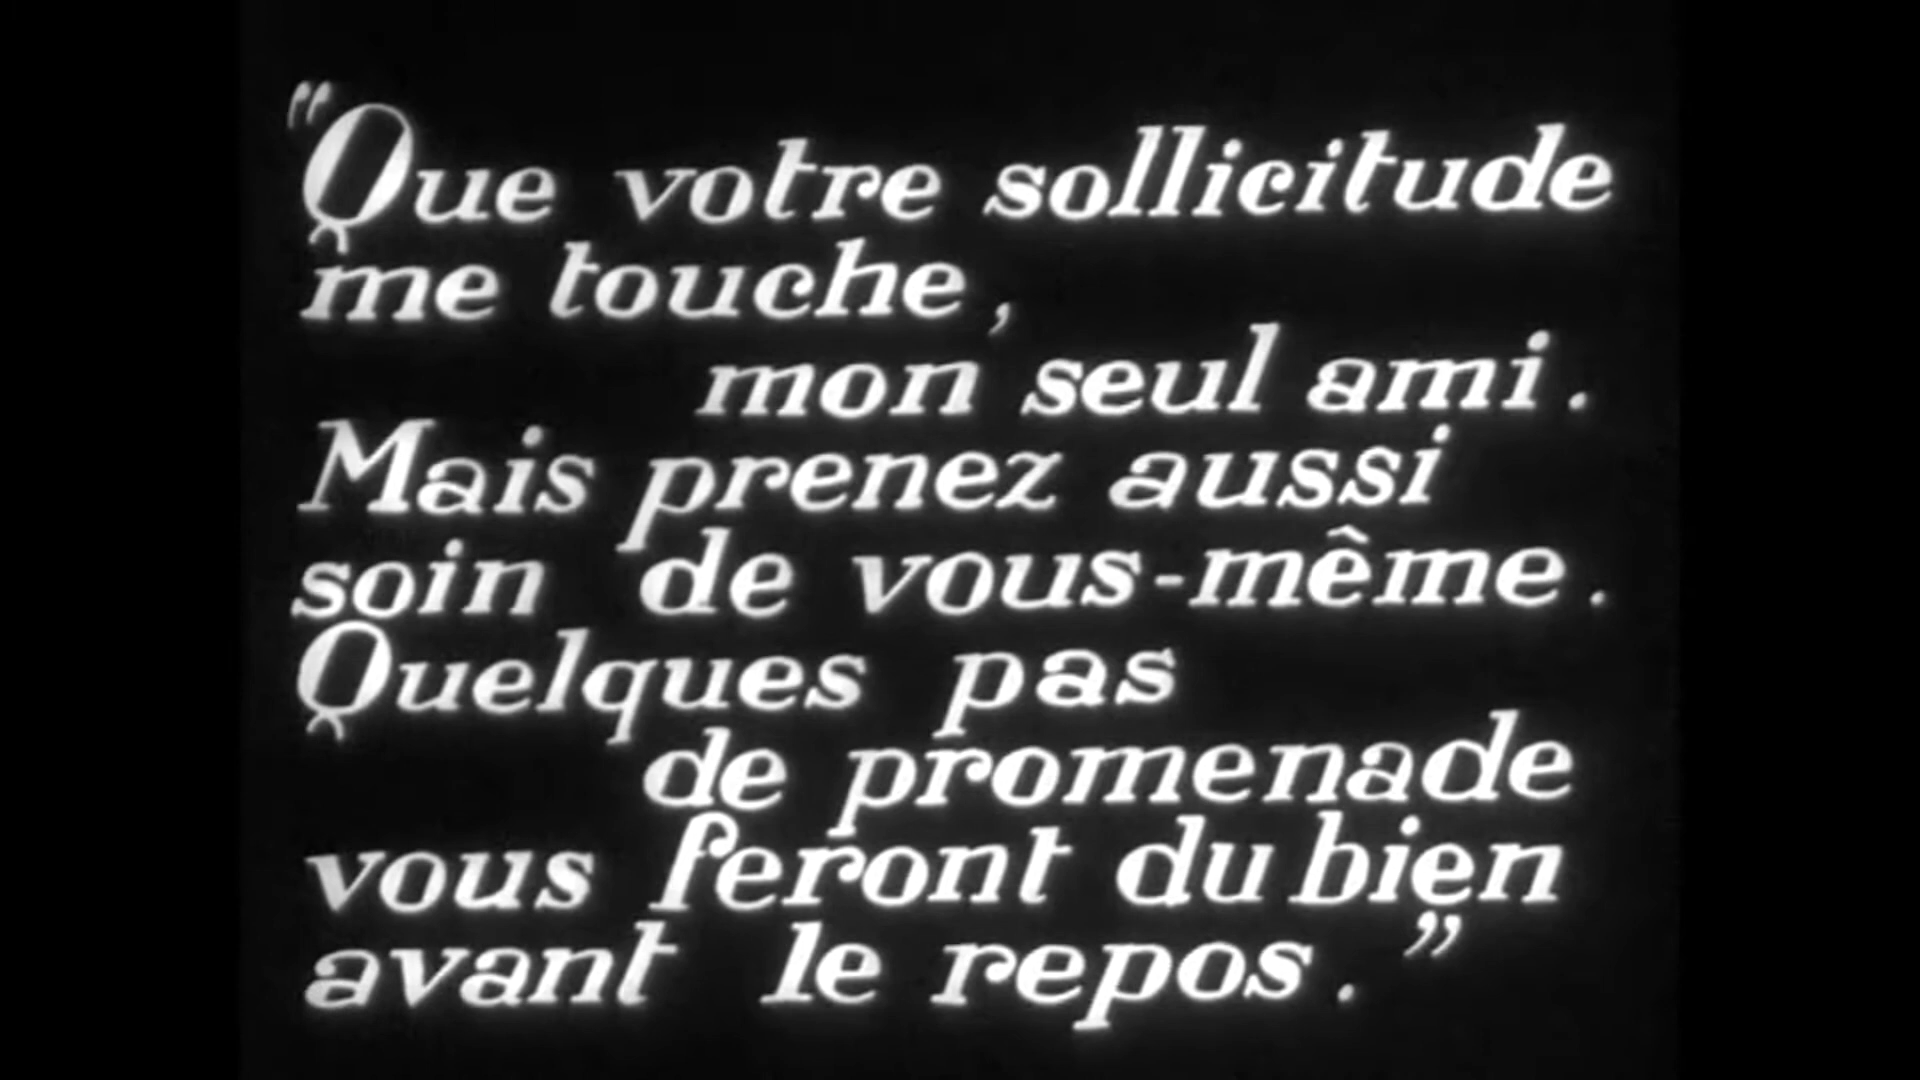 "Que votre sollicitude
me touche,
mon seul ami.
Mais prenez aussi
soin de vous-même.
Quelques pas
de promenade
vous feront du bien
avant le repos."